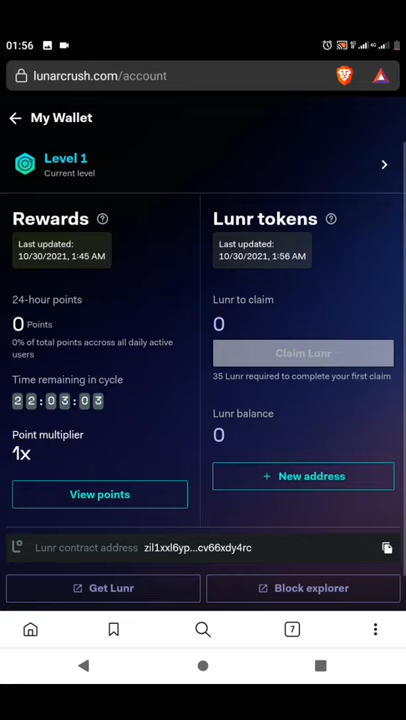 01:56
lunarcrush.com/account
My Wallet
Level 1
Current level
Rewards
Last updated:
10/30/2021, 1:45 AM
24-hour points
0 Points
0% of total points accross all daily active
users
Time remaining in cycle
22:03:03
Point multiplier
1x
View points
Lunr tokens
Last updated:
10/30/2021, 1:56 AM
Lunr to claim
0
Claim Lunr
35 Lunr required to complete your first claim
Lunr balance
0
+ New address
Lunr contract address zil1xxl6yp...cv66xdy4rc
Get Lunr
Block explorer
7